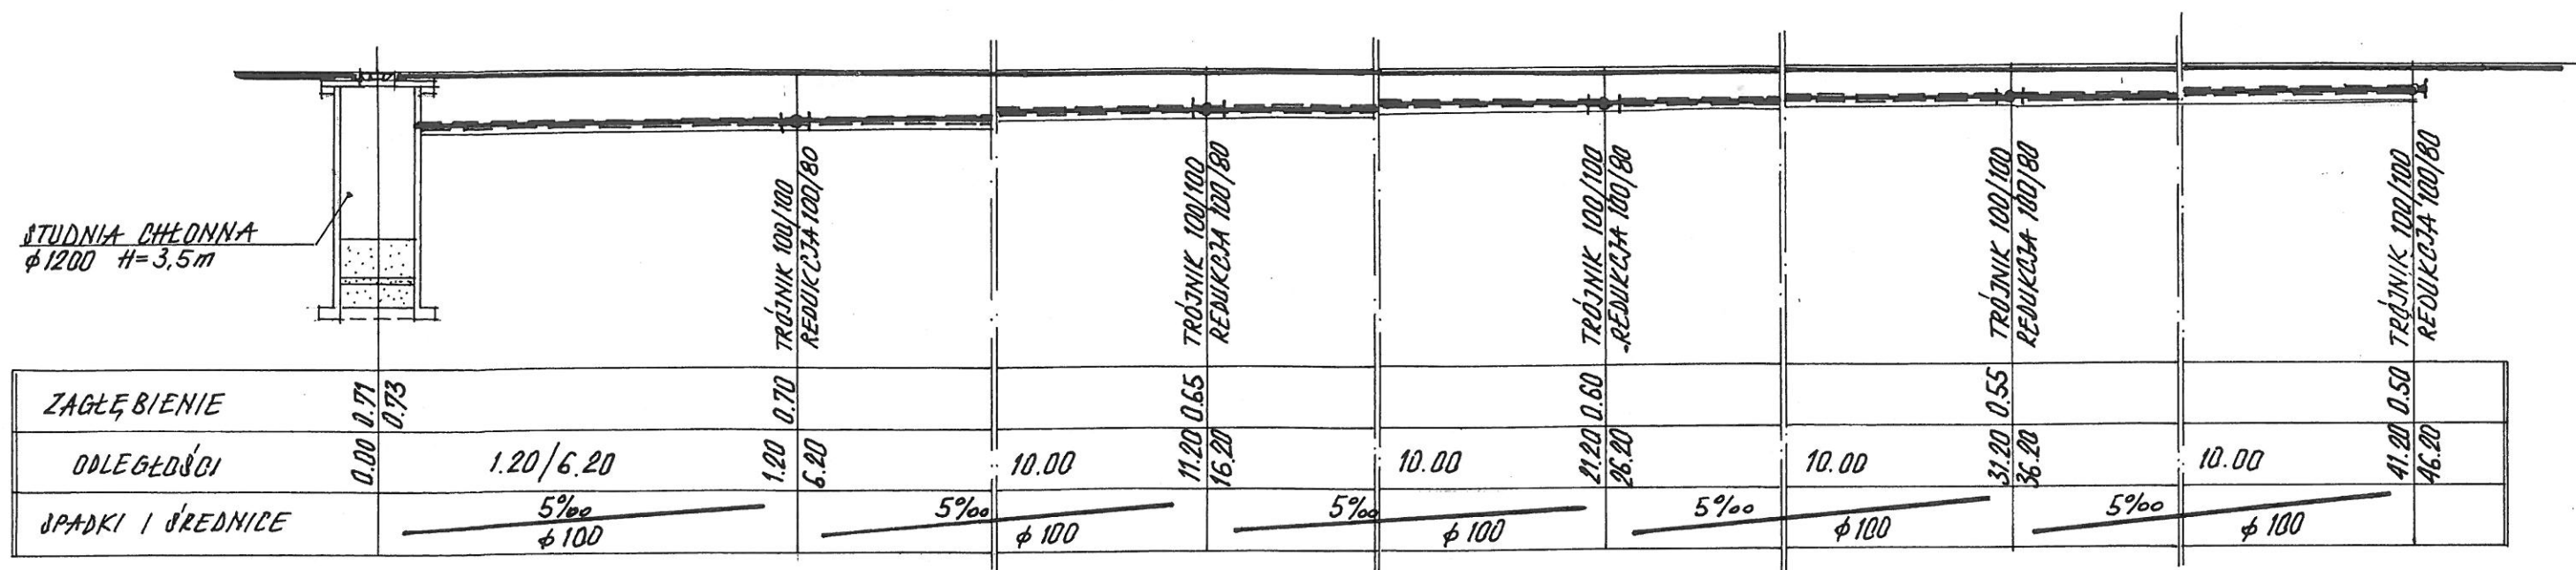 STUDNIA CHŁONNA
ϕ1200 H=3,5m
TRÓJNIK 100/100
REDUKCJA 100/80
TRÓJNIK 100/100
REDUKCJA 100/80
TRÓJNIK 100/100
REDUKCJA 100/80
TRÓJNIK 100/100
REDUKCJA 100/80
TRÓJNIK 100/100
REDUKCJA 100/80
ZAGŁĘBIENIE 0.71 0.73 0.70 0.65 0.60 0.55 0.50
ODLEGŁOŚCI 0.00 1.20/6.20 1.20 6.20 10.00 11.20 16.20 10.00 21.20 26.20 10.00 31.20 36.20 10.00 41.20 46.20
SPADKI I ŚREDNICE 5‰ 5‰ 5‰ 5‰ 5‰
ϕ100 ϕ100 ϕ100 ϕ100 ϕ100